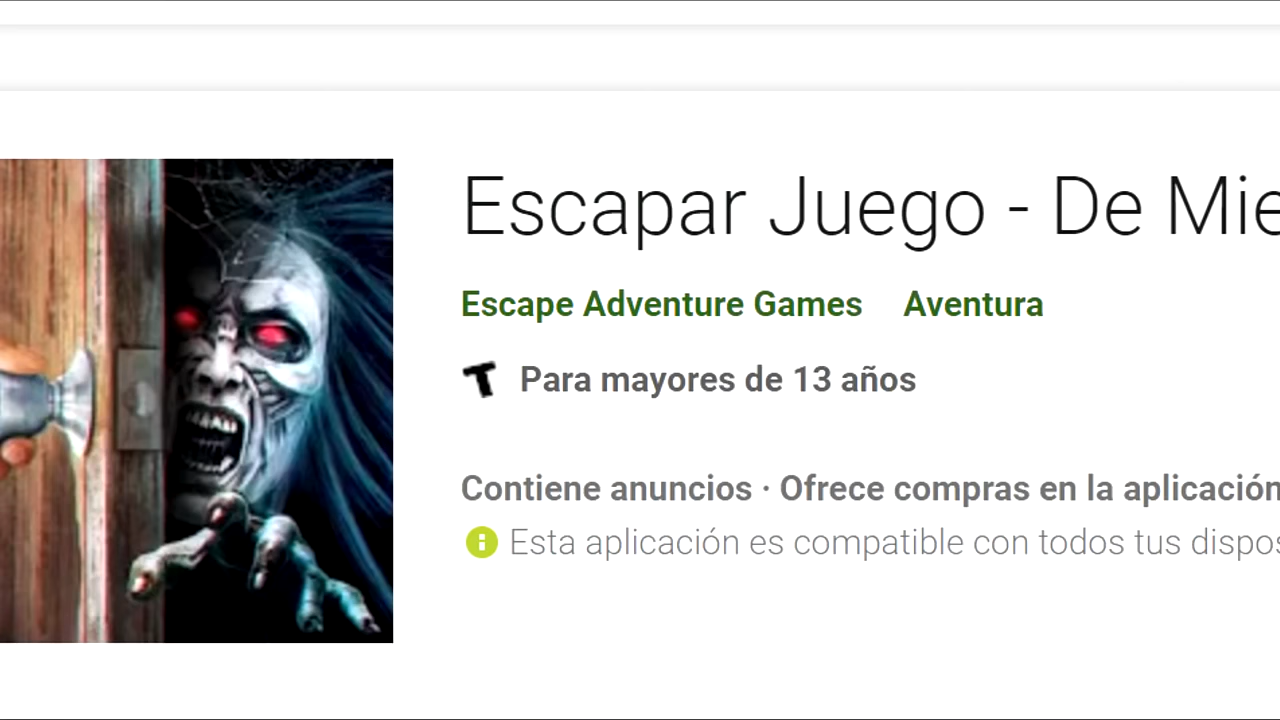 Escapar Juego - De Mie
Escape Adventure Games Aventura
T Para mayores de 13 años
Contiene anuncios · Ofrece compras en la aplicación
Esta aplicación es compatible con todos tus dispos